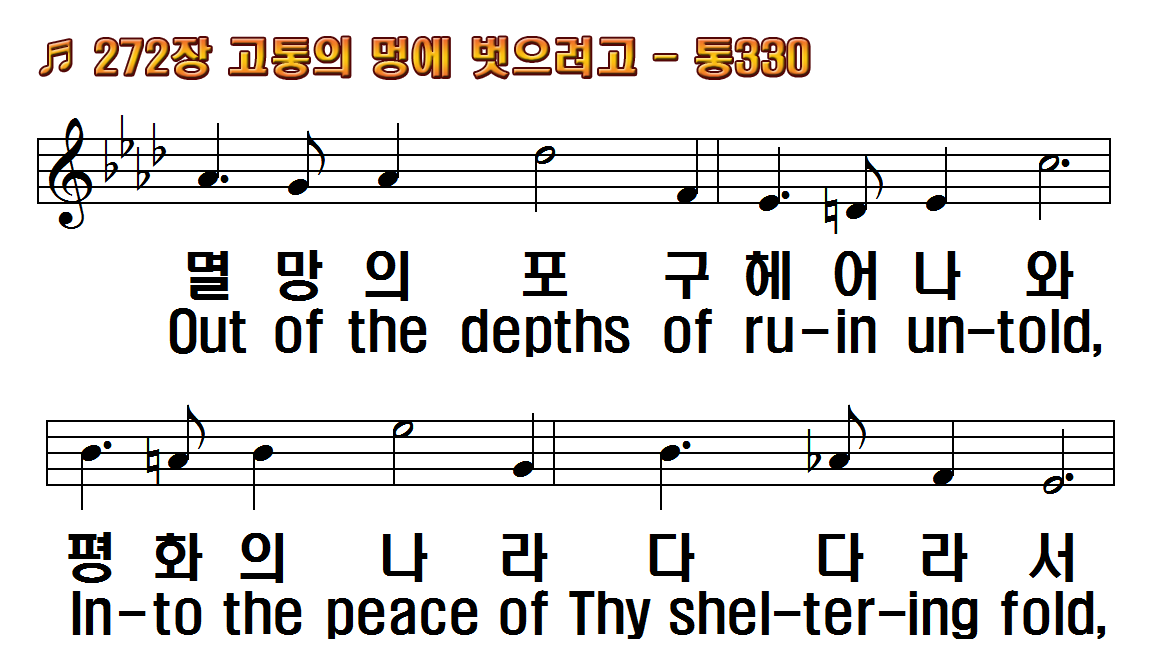 ♬ 272장 고통의 멍에 벗으려고 - 통330
멸 망 의 포 구 헤 어 나 와
Out of the depths of ru-in un-told,
평 화 의 나 라 다 다 라 서
In-to the peace of Thy shel-ter-ing fold,